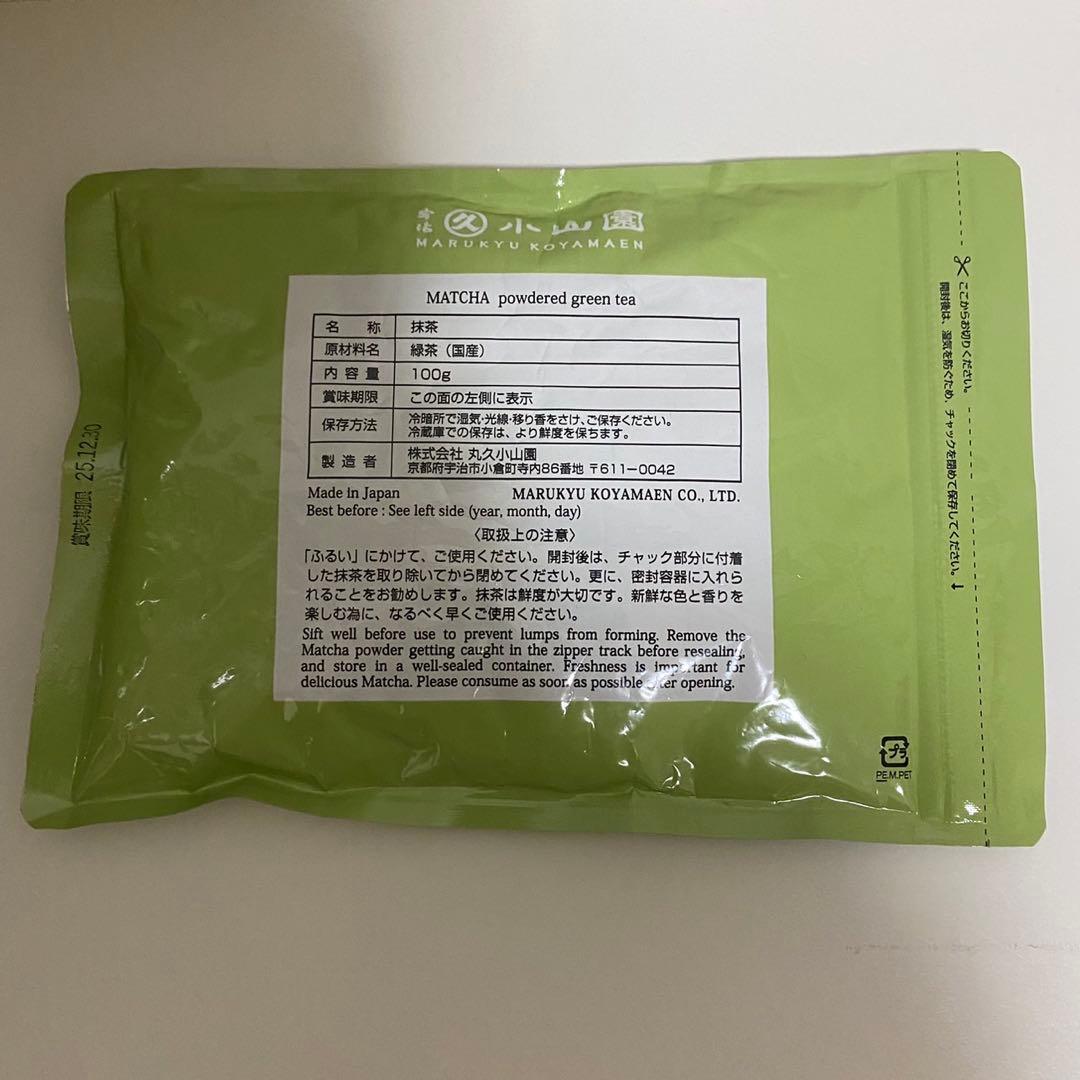 宇治 久 小山園
MARUKYU KOYAMAEN
MATCHA powdered green tea
名称 抹茶
原材料名 緑茶（国産）
内容量 100g
賞味期限 この面の左側に表示
保存方法 冷暗所で湿気・光線・移り香をさけ、ご保存ください。
冷蔵庫での保存は、より鮮度を保ちます。
製造者 株式会社 丸久小山園
京都府宇治市小倉町寺内86番地 〒611-0042
Made in Japan MARUKYU KOYAMAEN CO., LTD.
Best before : See left side (year, month, day)
〈取扱上の注意〉
「ふるい」にかけて、ご使用ください。開封後は、チャック部分に付着
した抹茶を取り除いてから閉めてください。更に、密封容器に入れら
れることをお勧めします。抹茶は鮮度が大切です。新鮮な色と香りを
楽しむ為に、なるべく早くご使用ください。
Sift well before use to prevent lumps from forming. Remove the
Matcha powder getting caught in the zipper track before resealing,
and store in a well-sealed container. Freshness is important for
delicious Matcha. Please consume as soon as possible after opening.
賞味期限 25.12.30
ここからお切りください。
開封後は、湿気を防ぐため、チャックを閉めて保存してください。
プラ
PE.M.PET